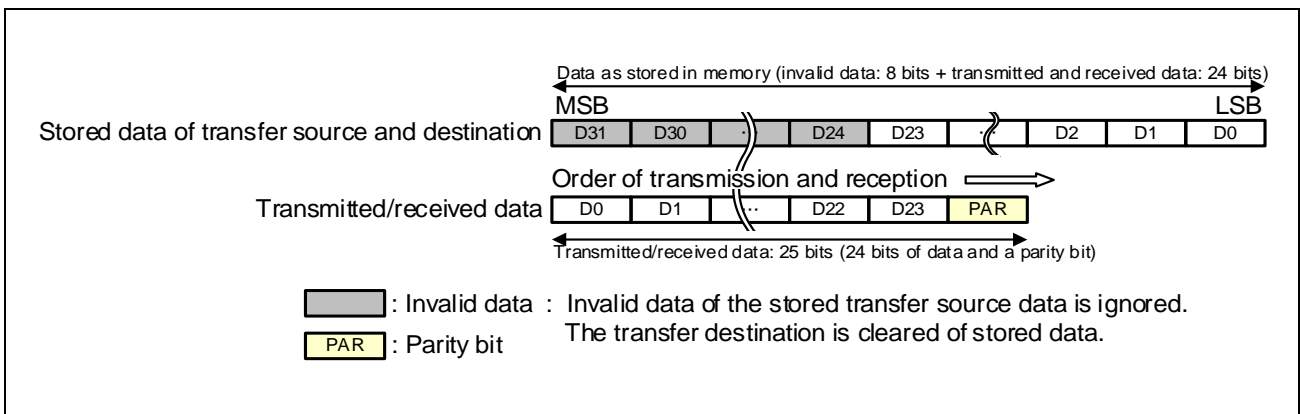 Data as stored in memory (invalid data: 8 bits + transmitted and received data: 24 bits)
MSB LSB
Stored data of transfer source and destination D31 D30 ... D24 D23 ... D2 D1 D0
Order of transmission and reception
Transmitted/received data D0 D1 ... D22 D23 PAR
Transmitted/received data: 25 bits (24 bits of data and a parity bit)
: Invalid data : Invalid data of the stored transfer source data is ignored.
The transfer destination is cleared of stored data.
PAR : Parity bit